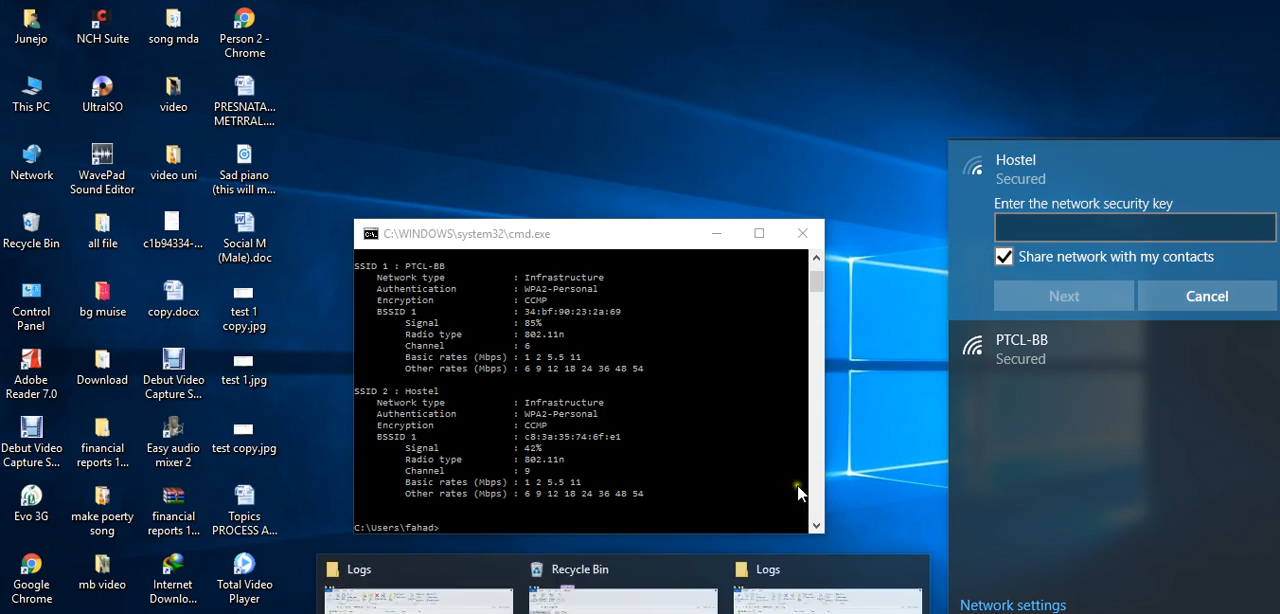 Junejo
NCH Suite
song mda
Person 2 -
Chrome
This PC
UltraISO
video
PRESNATA...
METRRAL....
Network
WavePad
Sound Editor
video uni
Sad piano
(this will m...
Recycle Bin
all file
c1b94334-...
Social M
(Male).doc
Control
Panel
bg muise
copy.docx
test 1
copy.jpg
Adobe
Reader 7.0
Download
Debut Video
Capture S...
test 1.jpg
Debut Video
Capture S...
financial
reports 1...
Easy audio
mixer 2
test copy.jpg
Evo 3G
make poerty
song
financial
reports 1...
Topics
PROCESS A...
Google
Chrome
mb video
Internet
Downlo...
Total Video
Player
C:\WINDOWS\system32\cmd.exe
SSID 1 : PTCL-BB
Network type : Infrastructure
Authentication : WPA2-Personal
Encryption : CCMP
BSSID 1 : 34:bf:90:23:2a:69
Signal : 85%
Radio type : 802.11n
Channel : 6
Basic rates (Mbps) : 1 2 5.5 11
Other rates (Mbps) : 6 9 12 18 24 36 48 54
SSID 2 : Hostel
Network type : Infrastructure
Authentication : WPA2-Personal
Encryption : CCMP
BSSID 1 : c8:3a:35:74:6f:e1
Signal : 42%
Radio type : 802.11n
Channel : 9
Basic rates (Mbps) : 1 2 5.5 11
Other rates (Mbps) : 6 9 12 18 24 36 48 54
C:\Users\fahad>
Logs
Recycle Bin
Logs
Hostel
Secured
Enter the network security key
Share network with my contacts
Next
Cancel
PTCL-BB
Secured
Network settings